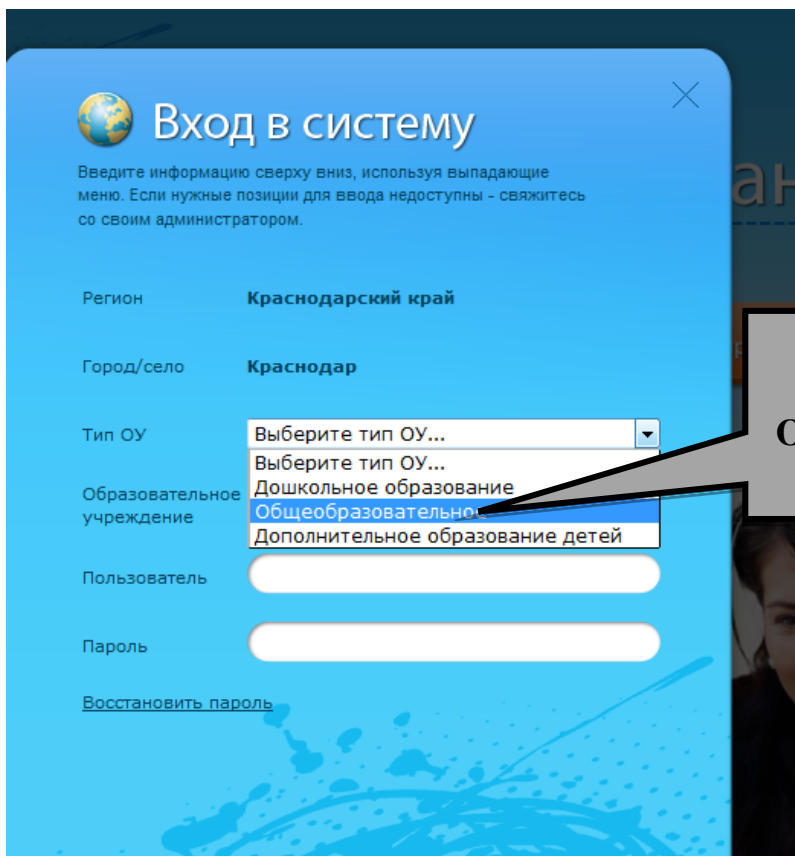 Вход в систему
Введите информацию сверху вниз, используя выпадающие
меню. Если нужные позиции для ввода недоступны - свяжитесь
со своим администратором.
Регион Краснодарский край
Город/село Краснодар
Тип ОУ Выберите тип ОУ...
Выберите тип ОУ...
Дошкольное образование
Образовательное
учреждение
Общеобразовательное
Дополнительное образование детей
Пользователь
Пароль
Восстановить пароль